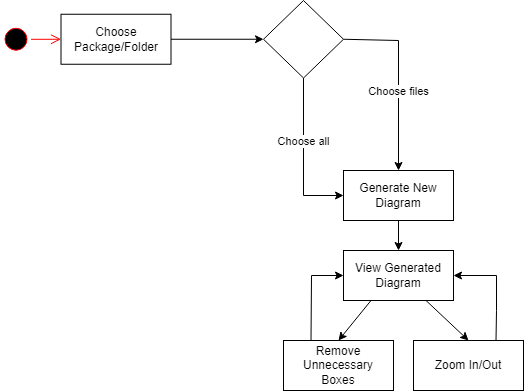 Choose
Package/Folder
Choose files
Choose all
Generate New
Diagram
View Generated
Diagram
Remove
Unnecessary
Boxes
Zoom In/Out